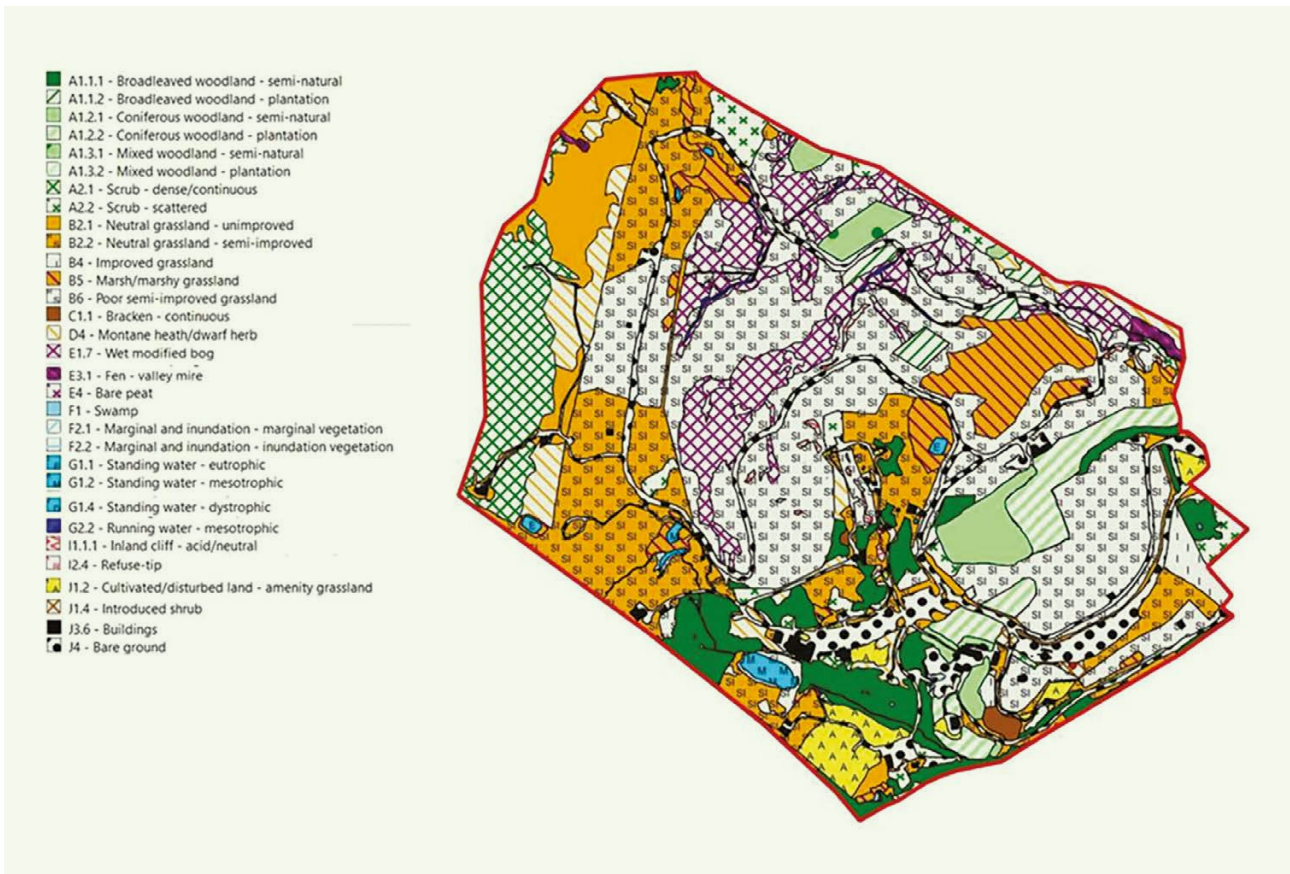 A1.1.1 - Broadleaved woodland - semi-natural
A1.1.2 - Broadleaved woodland - plantation
A1.2.1 - Coniferous woodland - semi-natural
A1.2.2 - Coniferous woodland - plantation
A1.3.1 - Mixed woodland - semi-natural
A1.3.2 - Mixed woodland - plantation
A2.1 - Scrub - dense/continuous
A2.2 - Scrub - scattered
B2.1 - Neutral grassland - unimproved
B2.2 - Neutral grassland - semi-improved
B4 - Improved grassland
B5 - Marsh/marshy grassland
B6 - Poor semi-improved grassland
C1.1 - Bracken - continuous
D4 - Montane heath/dwarf herb
E1.7 - Wet modified bog
E3.1 - Fen - valley mire
E4 - Bare peat
F1 - Swamp
F2.1 - Marginal and inundation - marginal vegetation
F2.2 - Marginal and inundation - inundation vegetation
G1.1 - Standing water - eutrophic
G1.2 - Standing water - mesotrophic
G1.4 - Standing water - dystrophic
G2.2 - Running water - mesotrophic
I1.1.1 - Inland cliff - acid/neutral
I2.4 - Refuse-tip
J1.2 - Cultivated/disturbed land - amenity grassland
J1.4 - Introduced shrub
J3.6 - Buildings
J4 - Bare ground